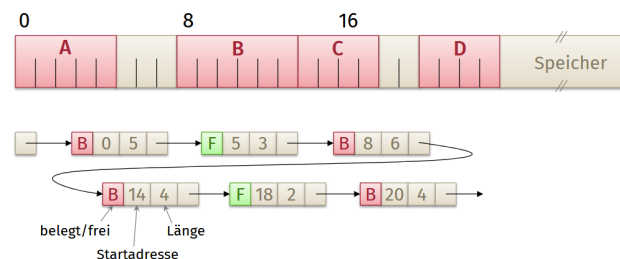 0 8 16
A B C D
Speicher
B 0 5 F 5 3 B 8 6
B 14 4 F 18 2 B 20 4
belegt/frei Länge
Startadresse